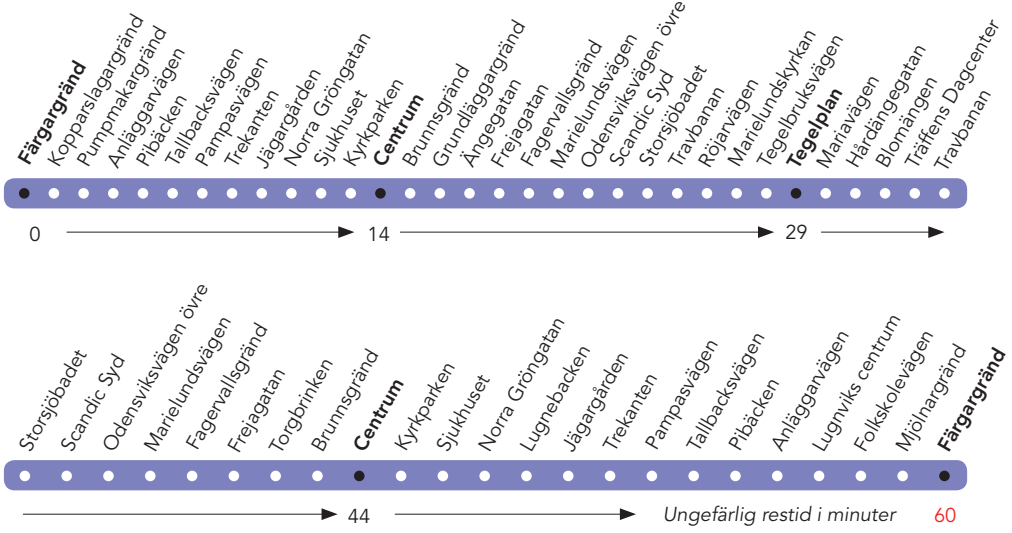 Färgargränd
Kopparslagargränd
Pumpmakargränd
Anläggarvägen
Pibäcken
Tallbacksvägen
Pampasvägen
Trekanten
Jägargården
Norra Gröngatan
Sjukhuset
Kyrkparken
Centrum
Brunnsgränd
Grundläggargränd
Ängegatan
Frejagatan
Fagervallsgränd
Marielundsvägen
Odensviksvägen övre
Scandic Syd
Storsjöbadet
Travbanan
Röjarvägen
Marielundskyrkan
Tegelbruksvägen
Tegelplan
Mariavägen
Hårdängegatan
Blomängen
Träffens Dagcenter
Travbanan
0 14 29
Storsjöbadet
Scandic Syd
Odensviksvägen övre
Marielundsvägen
Fagervallsgränd
Frejagatan
Torgbrinken
Brunnsgränd
Centrum
Kyrkparken
Sjukhuset
Norra Gröngatan
Lugnebacken
Jägargården
Trekanten
Pampasvägen
Tallbacksvägen
Pibäcken
Anläggarvägen
Lugnviks centrum
Folkskolevägen
Mjölnargränd
Färgargränd
44 Ungefärlig restid i minuter 60